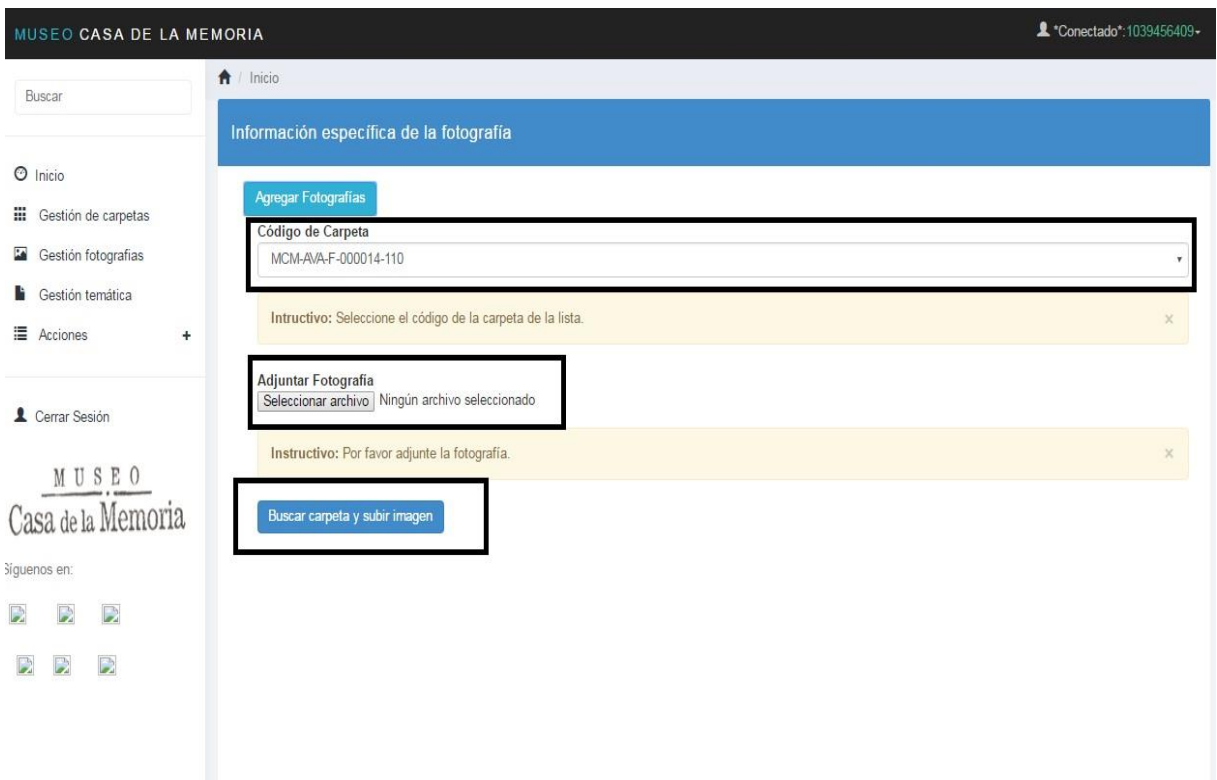 MUSEO CASA DE LA MEMORIA
*Conectado*:1039456409
Buscar
Inicio
Gestión de carpetas
Gestión fotografias
Gestión temática
Acciones +
Cerrar Sesión
MUSEO
Casa de la Memoria
Síguenos en:
/ Inicio
Información específica de la fotografía
Agregar Fotografías
Código de Carpeta
MCM-AVA-F-000014-110
Intructivo: Seleccione el código de la carpeta de la lista. ×
Adjuntar Fotografía
Seleccionar archivo Ningún archivo seleccionado
Instructivo: Por favor adjunte la fotografía. ×
Buscar carpeta y subir imagen